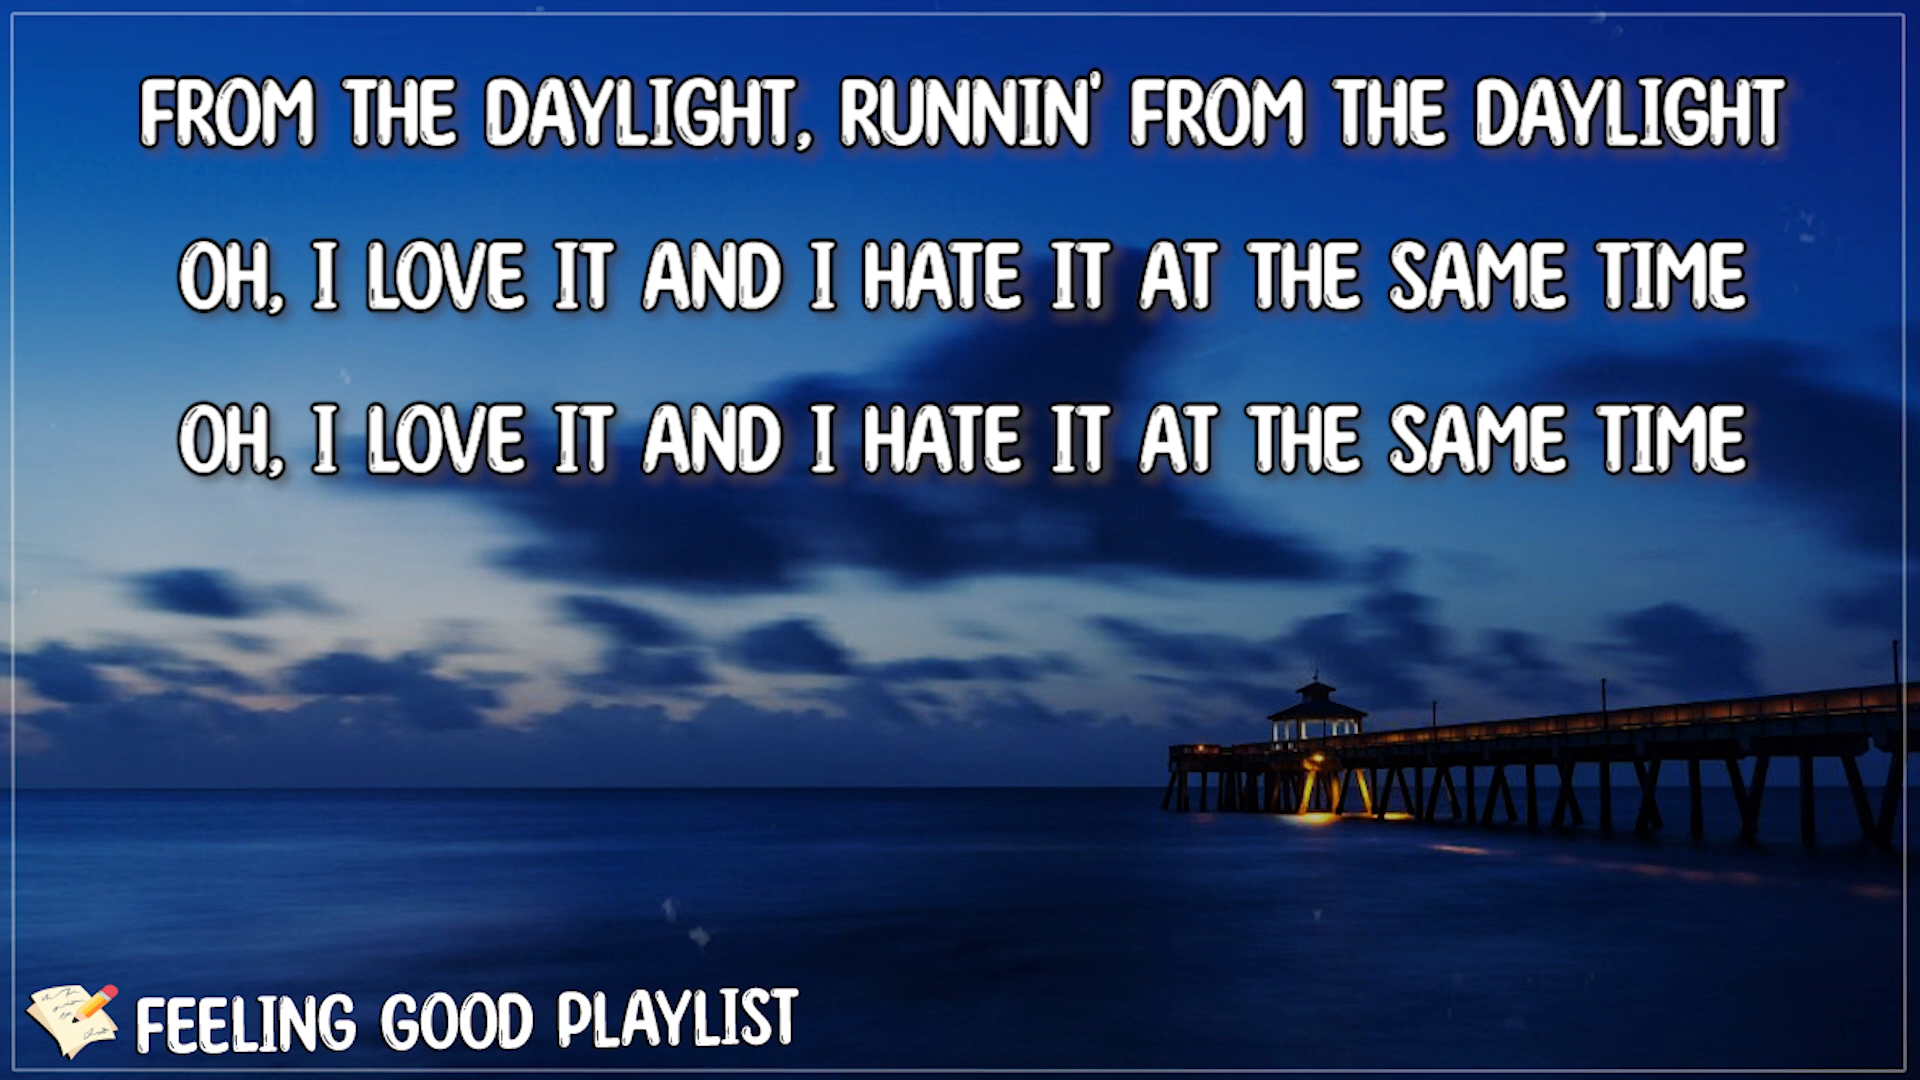 FROM THE DAYLIGHT, RUNNIN' FROM THE DAYLIGHT
OH, I LOVE IT AND I HATE IT AT THE SAME TIME
OH, I LOVE IT AND I HATE IT AT THE SAME TIME
FEELING GOOD PLAYLIST